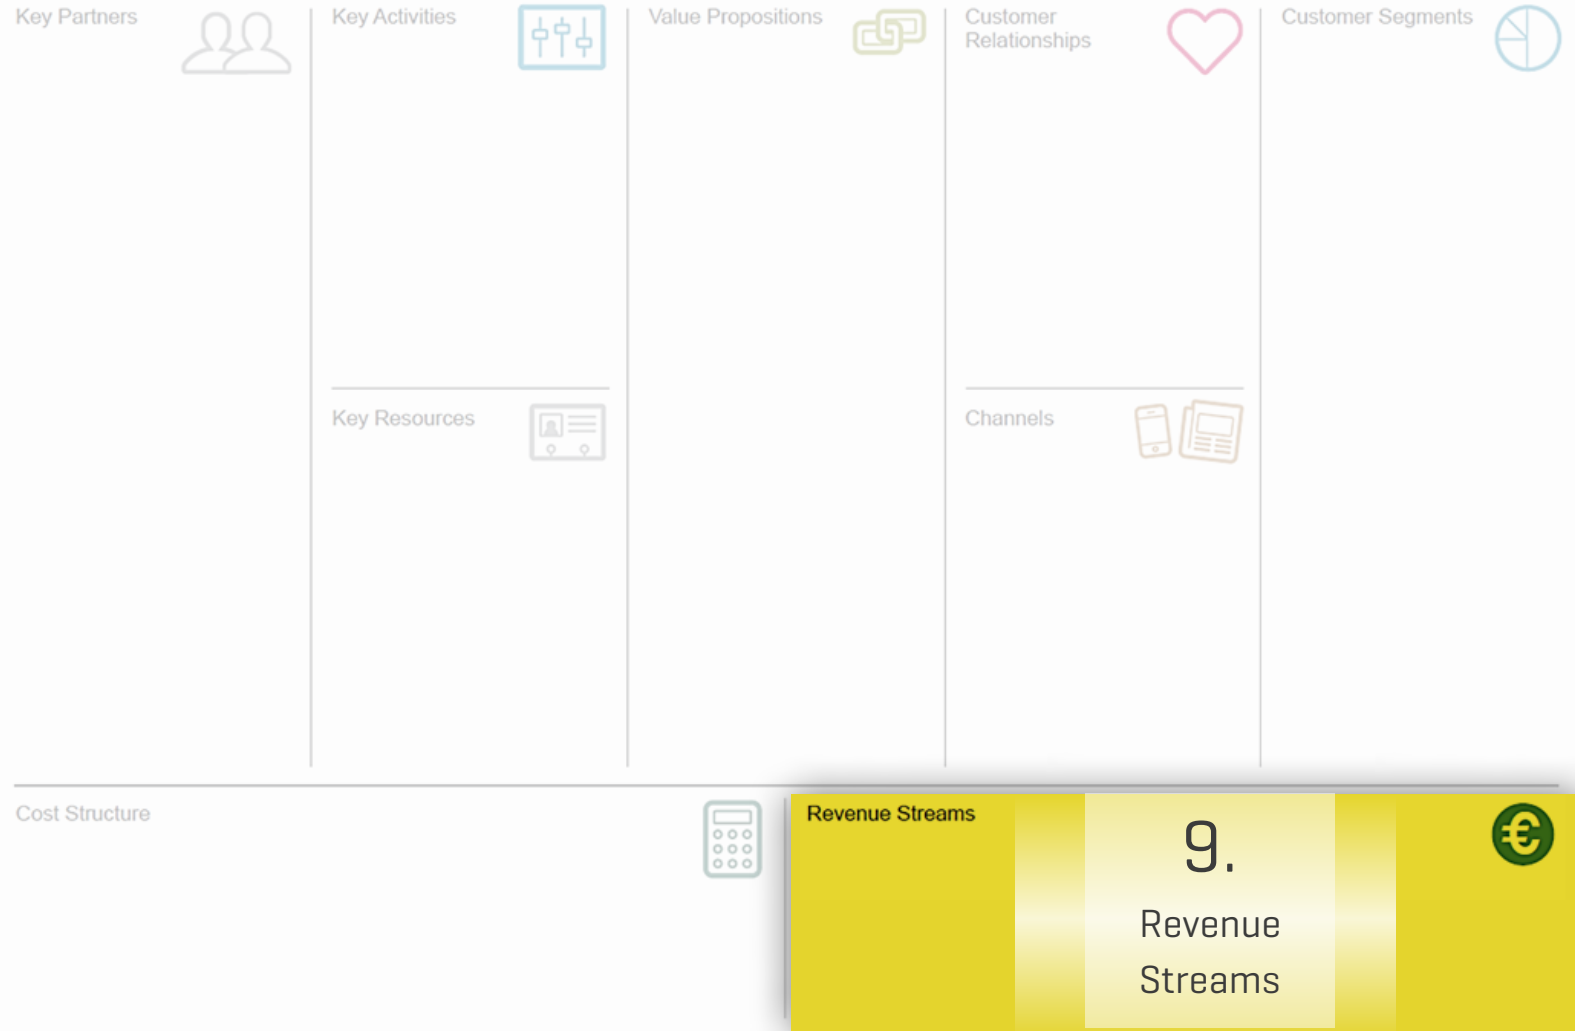 Key Partners
Key Activities
Value Propositions
Customer
Relationships
Customer Segments
Key Resources
Channels
Cost Structure
Revenue Streams
9.
Revenue
Streams